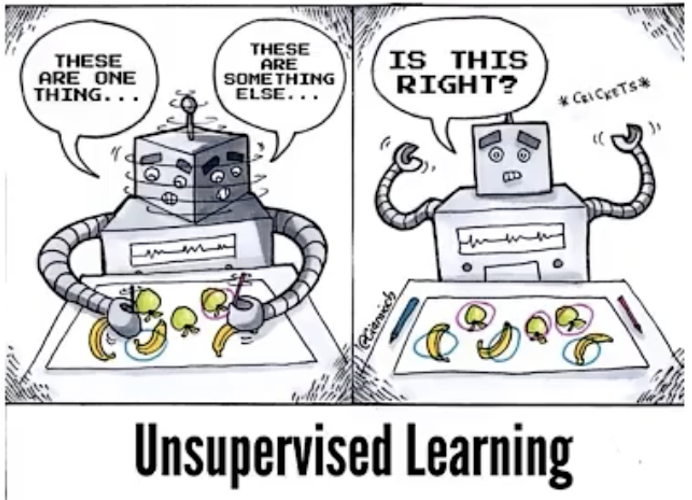 THESE
ARE ONE
THING...
THESE
ARE
SOMETHING
ELSE...
IS THIS
RIGHT?
*CRICKETS*
Unsupervised Learning